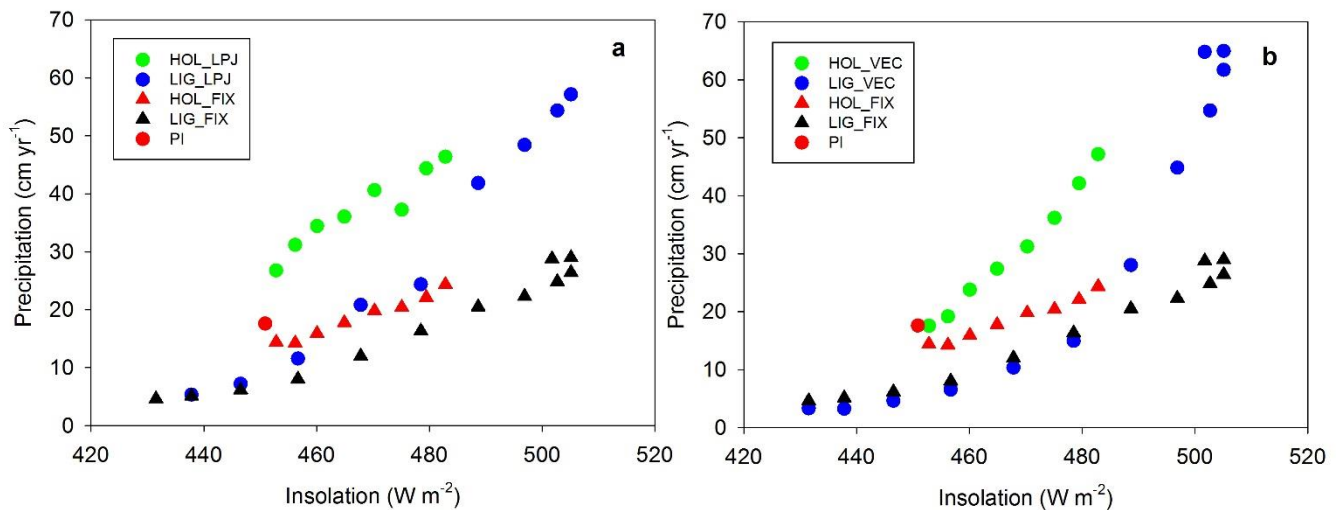 a
HOL_LPJ
LIG_LPJ
HOL_FIX
LIG_FIX
PI
Precipitation (cm yr-1)
70
60
50
40
30
20
10
0
420 440 460 480 500 520
Insolation (W m-2)
b
HOL_VEC
LIG_VEC
HOL_FIX
LIG_FIX
PI
Precipitation (cm yr-1)
70
60
50
40
30
20
10
0
420 440 460 480 500 520
Insolation (W m-2)